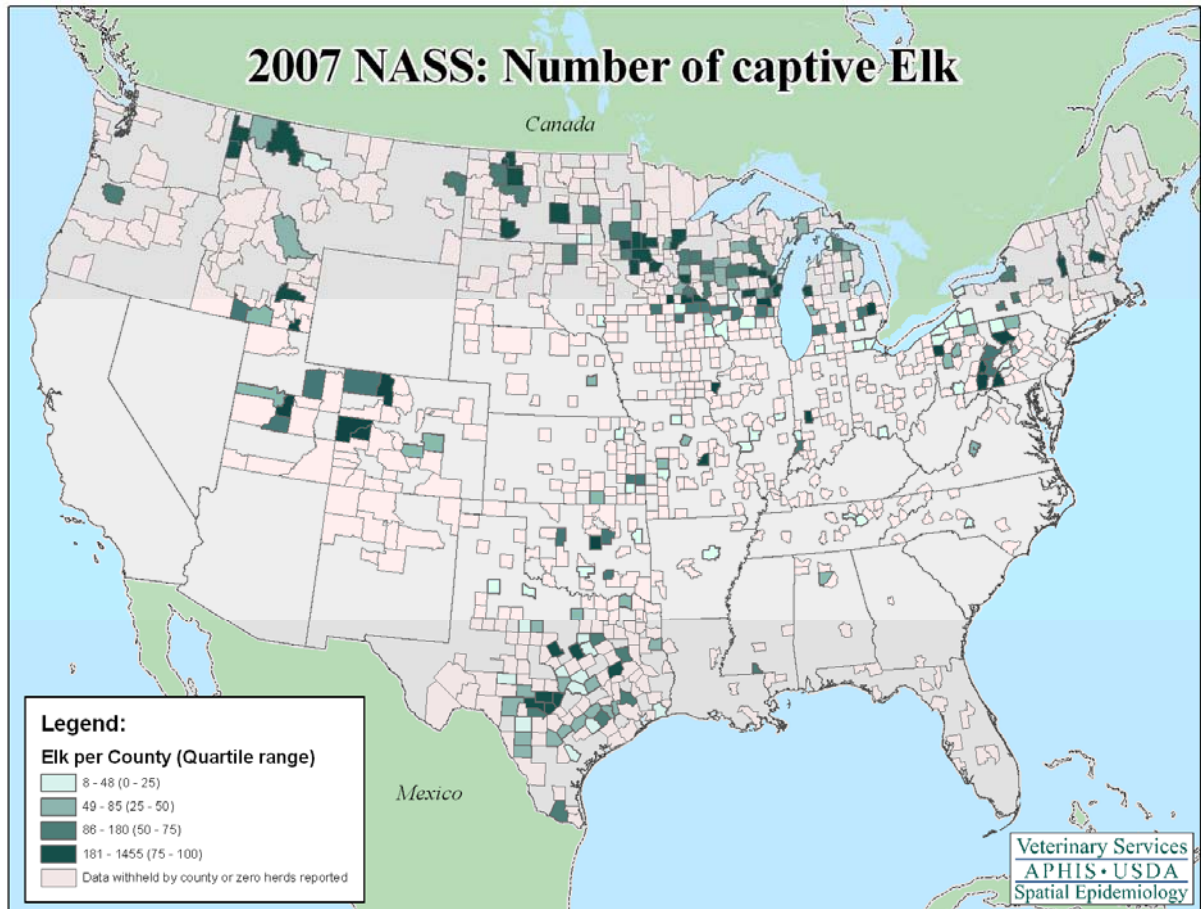 2007 NASS: Number of captive Elk
Canada
Mexico
Legend:
Elk per County (Quartile range)
8 - 48 (0 - 25)
49 - 85 (25 - 50)
86 - 180 (50 - 75)
181 - 1455 (75 - 100)
Data withheld by county or zero herds reported
Veterinary Services
APHIS • USDA
Spatial Epidemiology